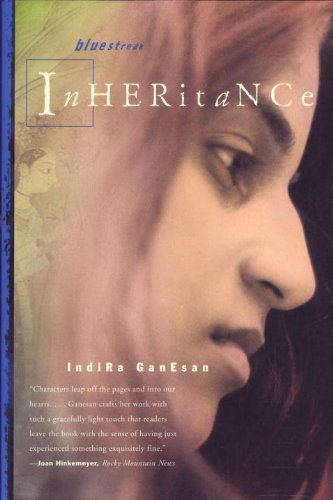 bluestreak
InHERitaNCe
IndiRa GanEsan
"Characters leap off the pages and into our
hearts. . . . Ganesan crafts her work with
such a gracefully light touch that readers
leave the book with the sense of having just
experienced something exquisitely fine."
—Joan Hinkemeyer, Rocky Mountain News